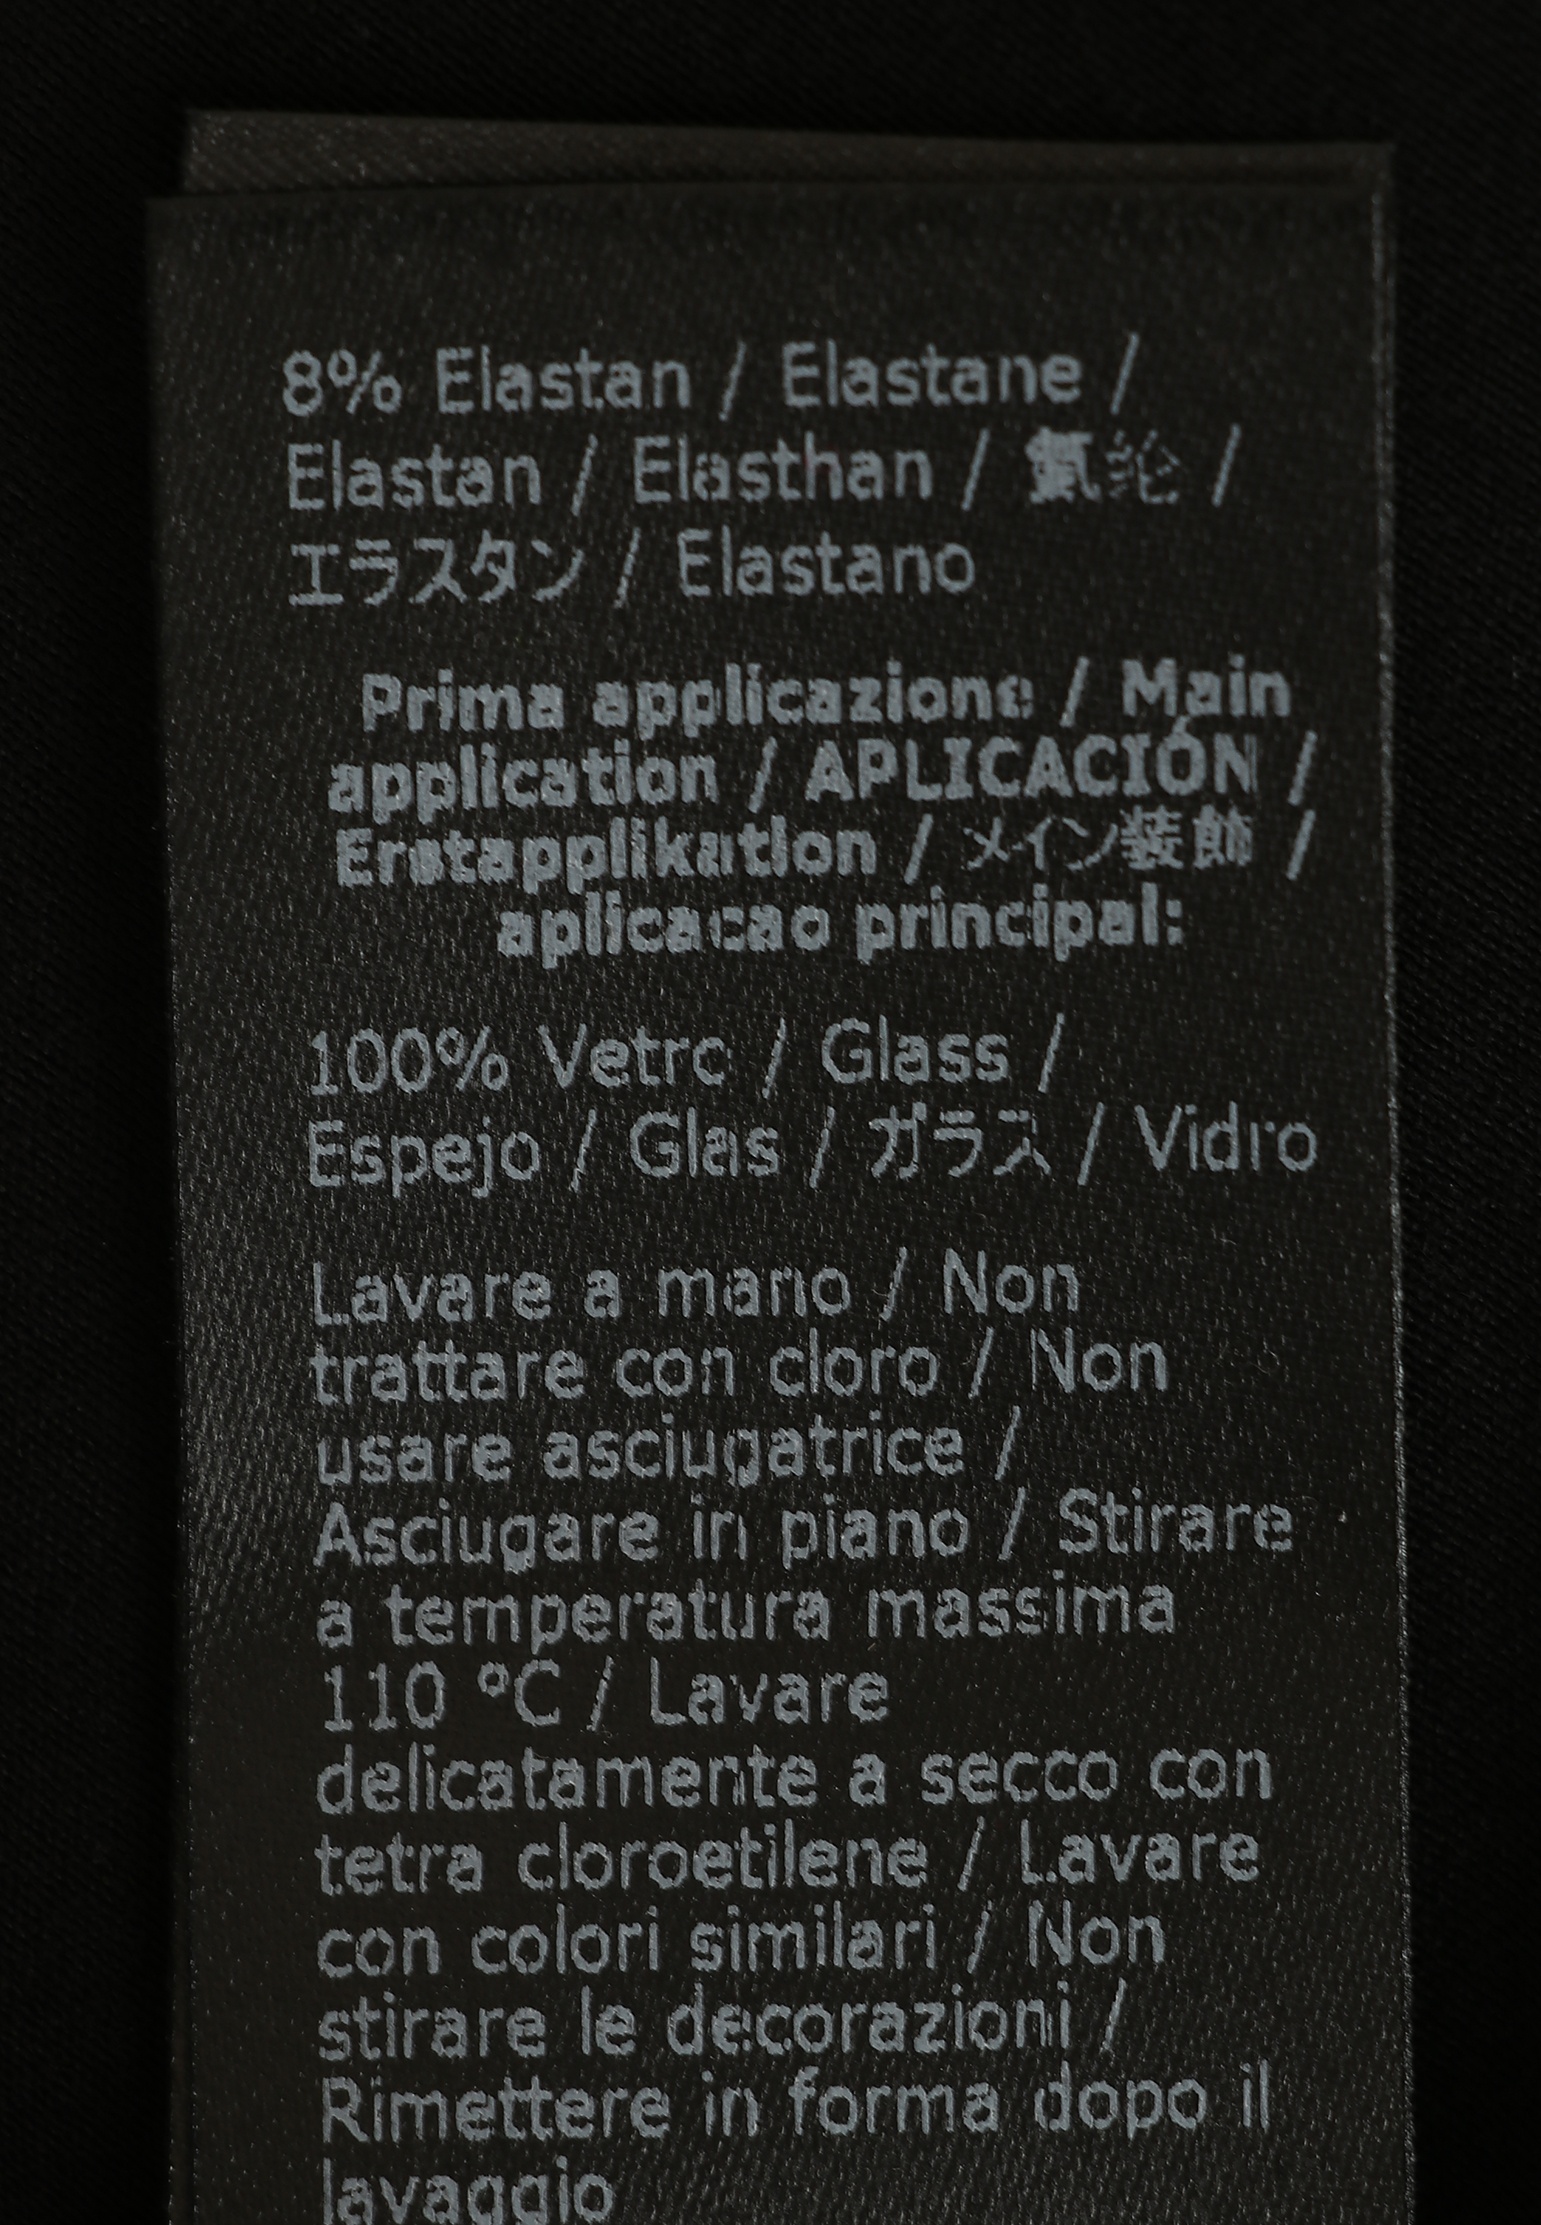 8% Elastan / Elastane /
Elastan / Elasthan / 氨纶 /
エラスタン / Elastano
Prima applicazione / Main
application / APLICACIÓN /
Erstapplikation / メイン装飾 /
aplicacao principal:
100% Vetro / Glass /
Espejo / Glas / ガラス / Vidro
Lavare a mano / Non
trattare con cloro / Non
usare asciugatrice /
Asciugare in piano / Stirare
a temperatura massima
110 °C / Lavare
delicatamente a secco con
tetra cloroetilene / Lavare
con colori similari / Non
stirare le decorazioni /
Rimettere in forma dopo il
lavaggio